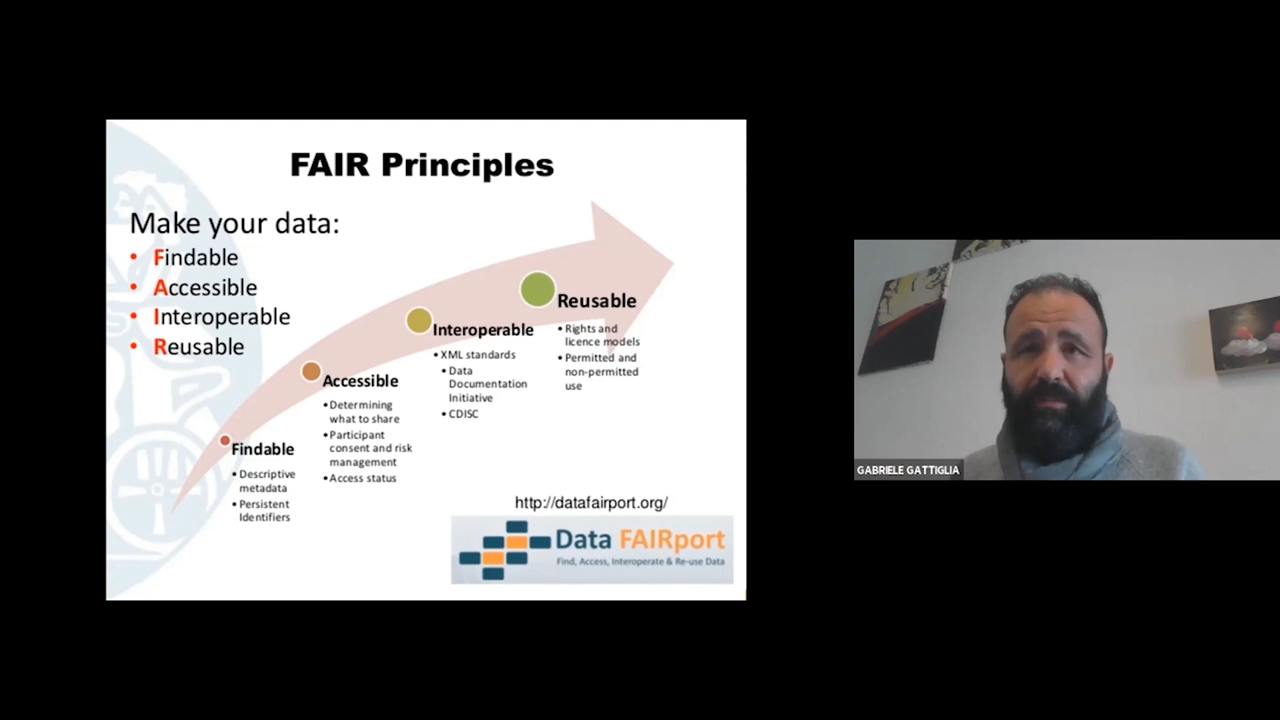 FAIR Principles
Make your data:
• Findable
• Accessible
• Interoperable
• Reusable
Findable
• Descriptive
metadata
• Persistent
Identifiers
Accessible
• Determining
what to share
• Participant
consent and risk
management
• Access status
Interoperable
• XML standards
• Data
Documentation
Initiative
• CDISC
Reusable
• Rights and
licence models
• Permitted and
non-permitted
use
http://datafairport.org/
Data FAIRport
Find, Access, Interoperate & Re-use Data
GABRIELE GATTIGLIA